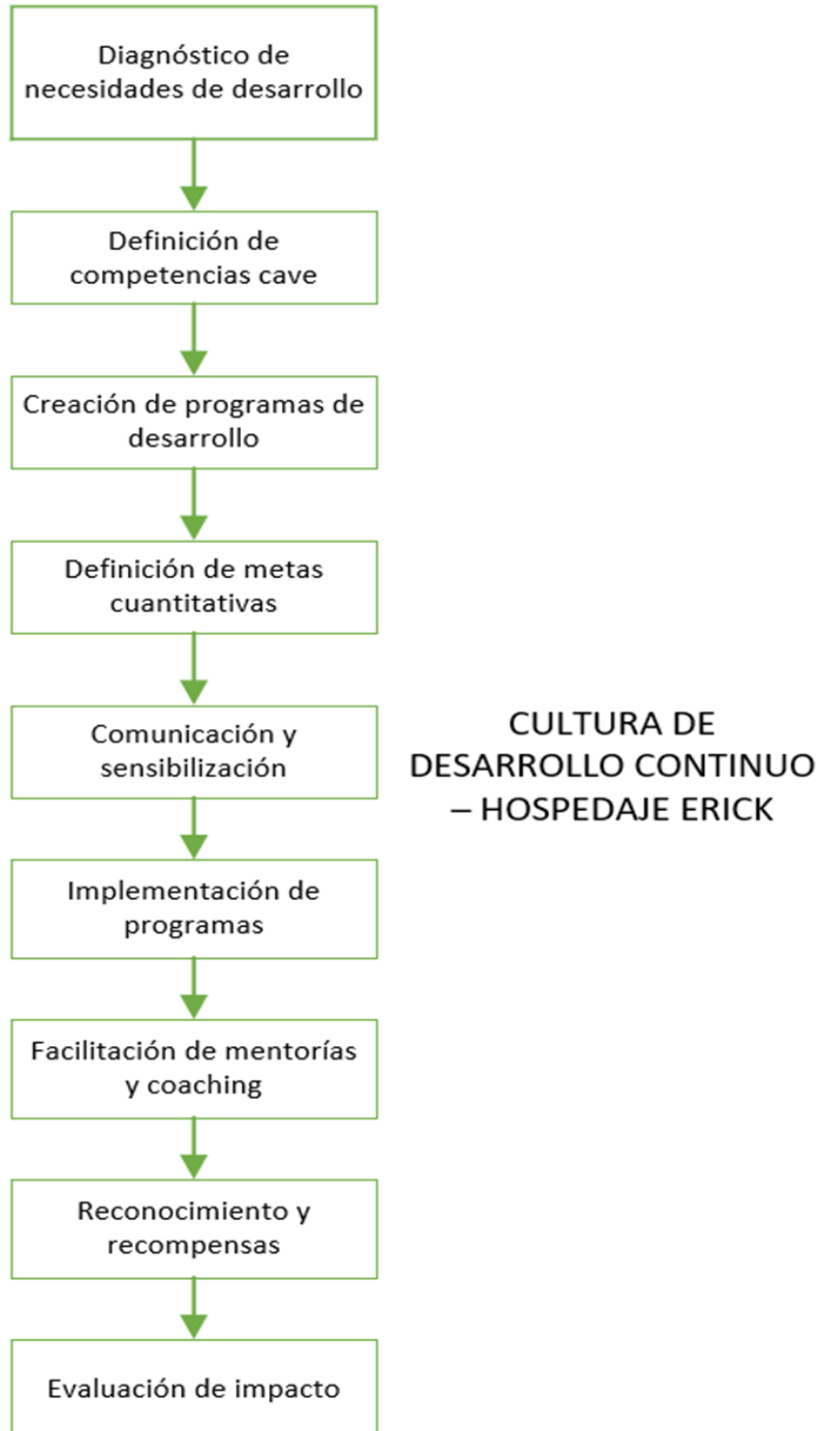 Diagnóstico de
necesidades de desarrollo
Definición de
competencias cave
Creación de programas de
desarrollo
Definición de metas
cuantitativas
Comunicación y
sensibilización
CULTURA DE
DESARROLLO CONTINUO
– HOSPEDAJE ERICK
Implementación de
programas
Facilitación de mentorías
y coaching
Reconocimiento y
recompensas
Evaluación de impacto